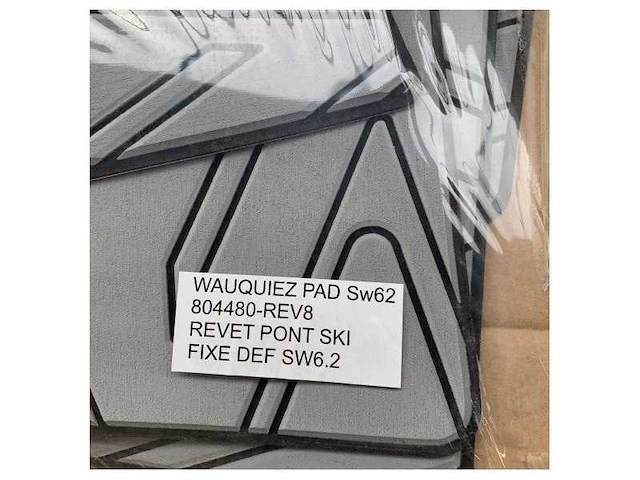 WAUQUIEZ PAD Sw62
804480-REV8
REVET PONT SKI
FIXE DEF SW6.2